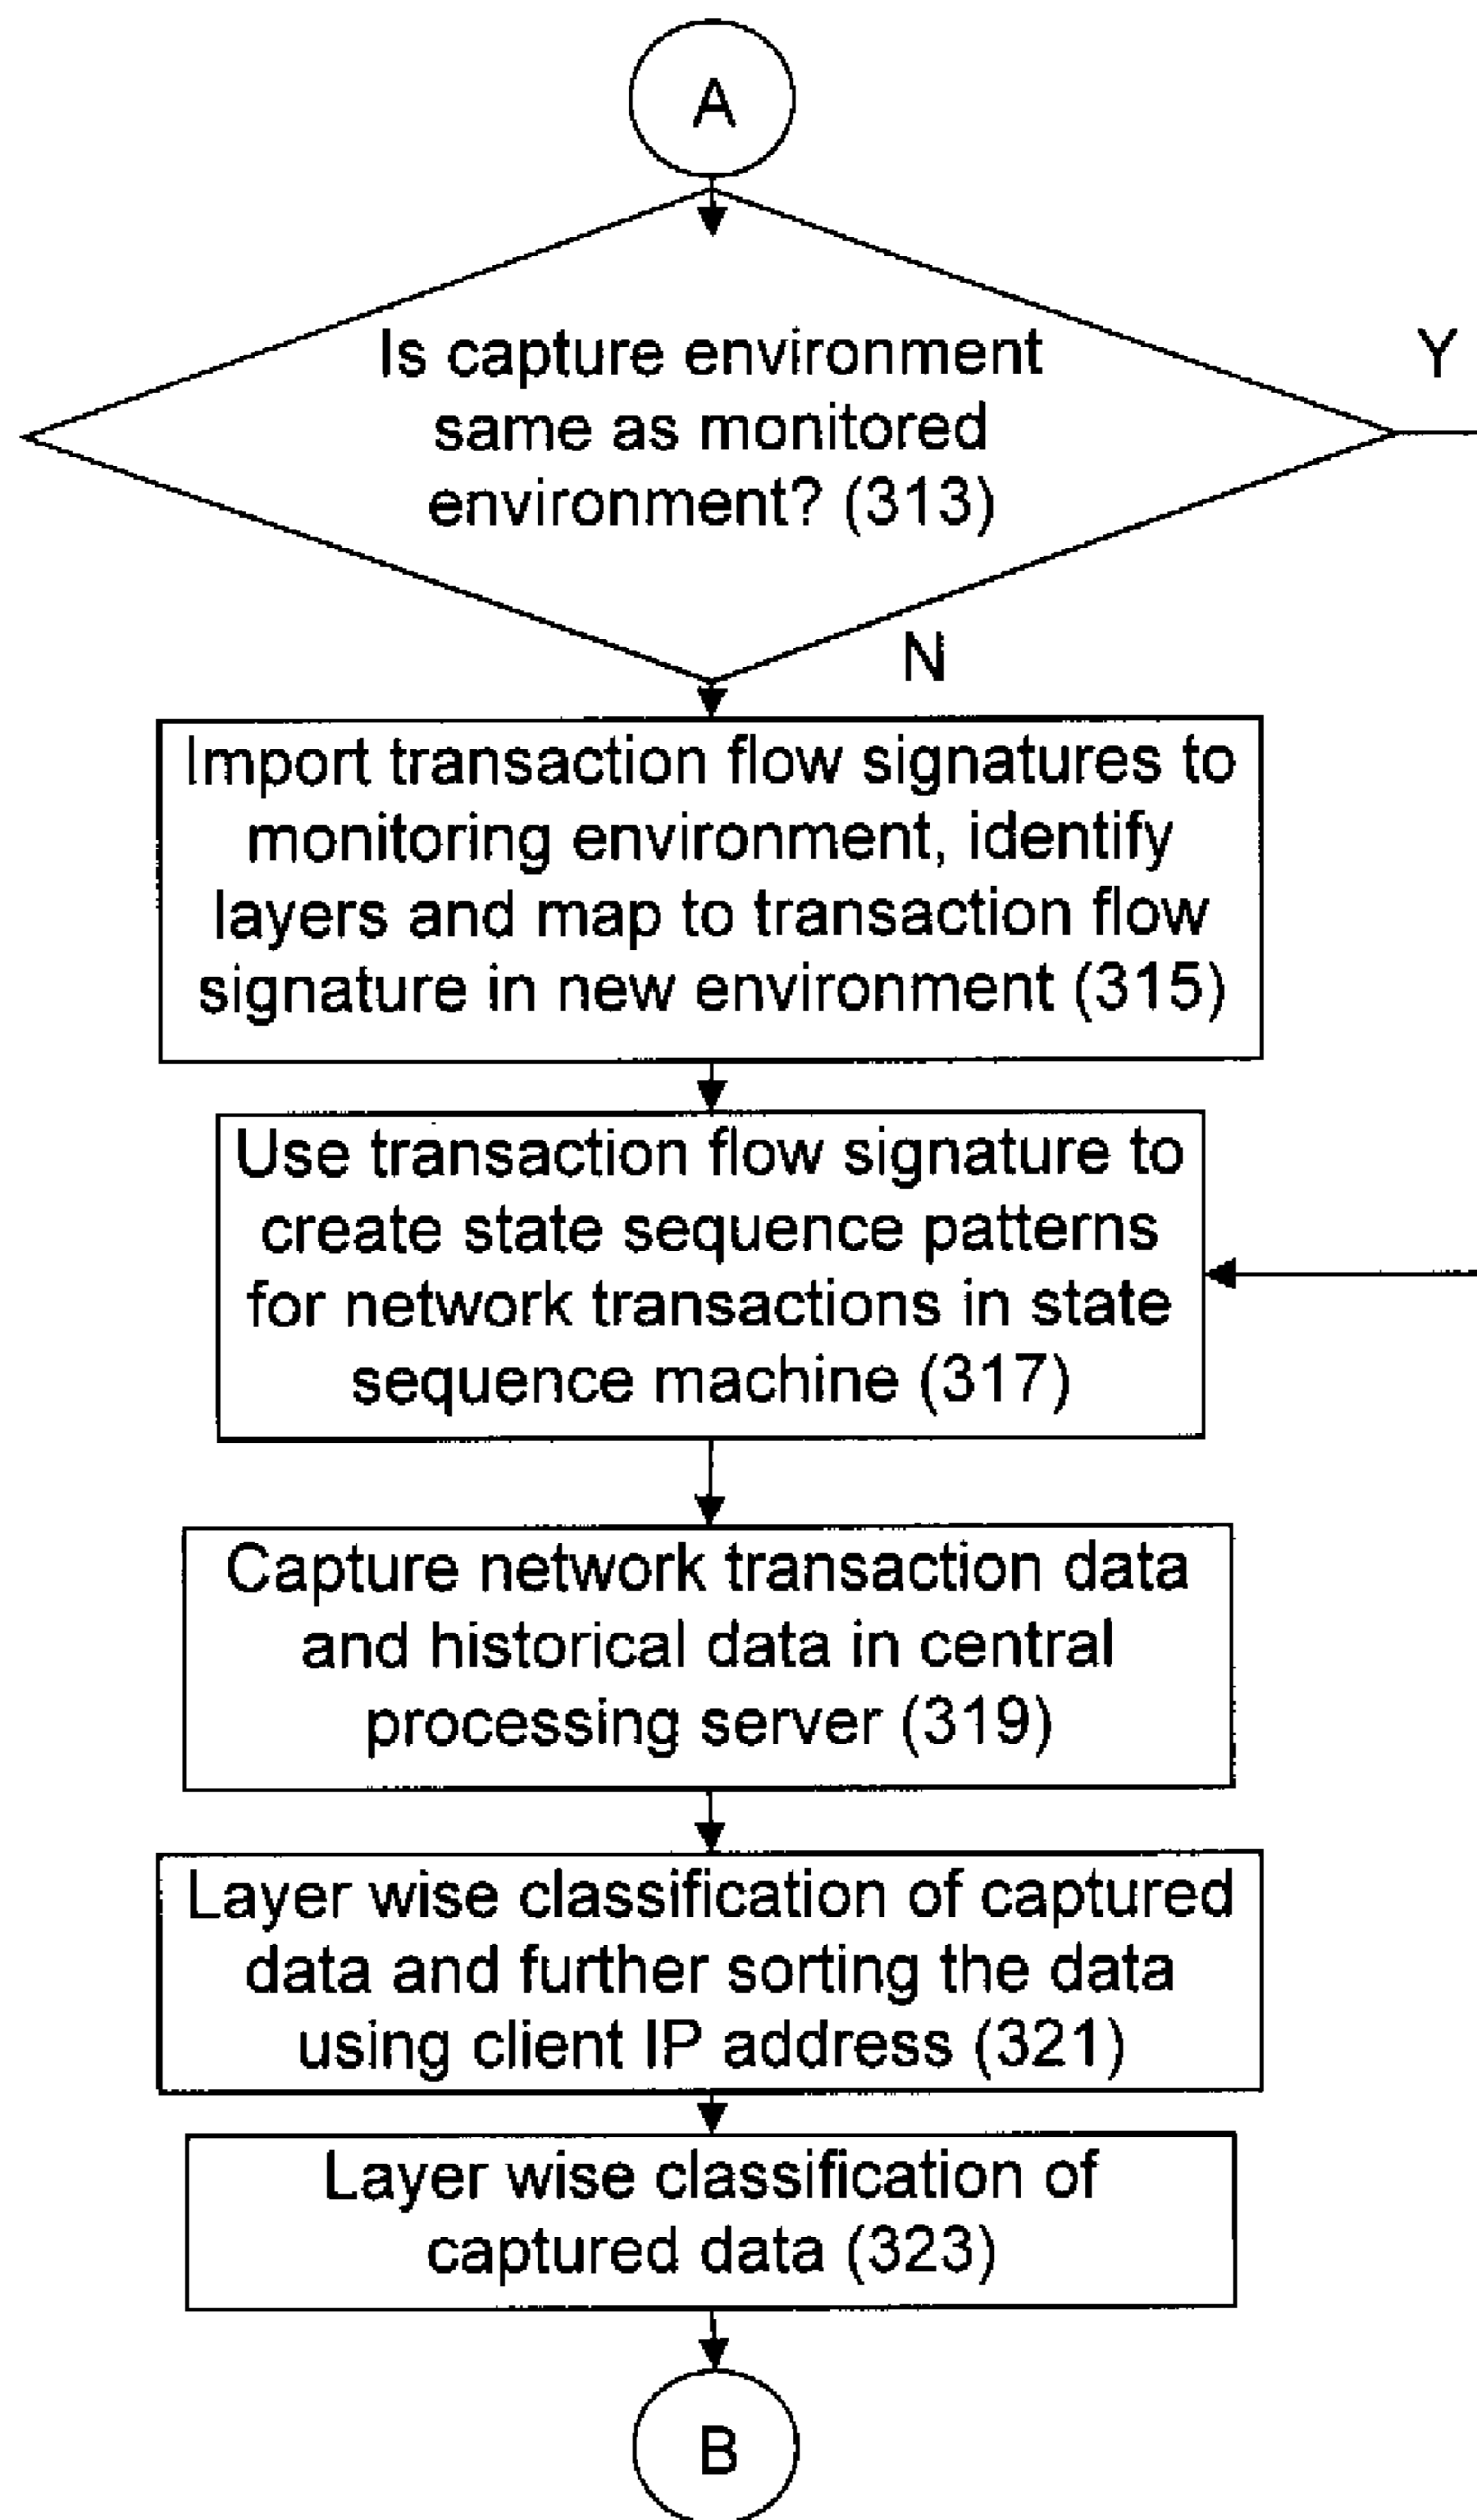 A
Is capture environment
same as monitored
environment? (313)
Y
N
Import transaction flow signatures to
monitoring environment, identify
layers and map to transaction flow
signature in new environment (315)
Use transaction flow signature to
create state sequence patterns
for network transactions in state
sequence machine (317)
Capture network transaction data
and historical data in central
processing server (319)
Layer wise classification of captured
data and further sorting the data
using client IP address (321)
Layer wise classification of
captured data (323)
B